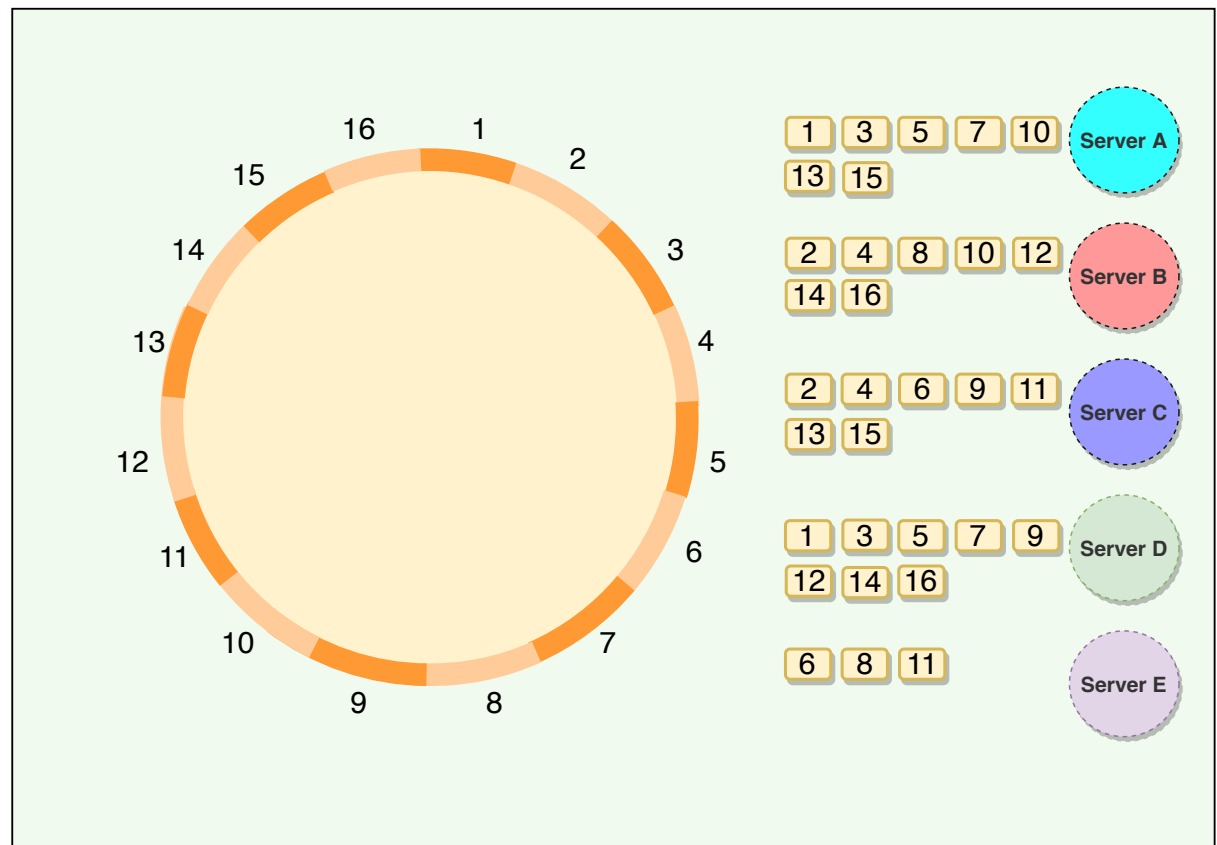 16 1
15 2
14 3
13 4
12 5
11 6
10 7
9 8
1 3 5 7 10
13 15
Server A
2 4 8 10 12
14 16
Server B
2 4 6 9 11
13 15
Server C
1 3 5 7 9
12 14 16
Server D
6 8 11
Server E